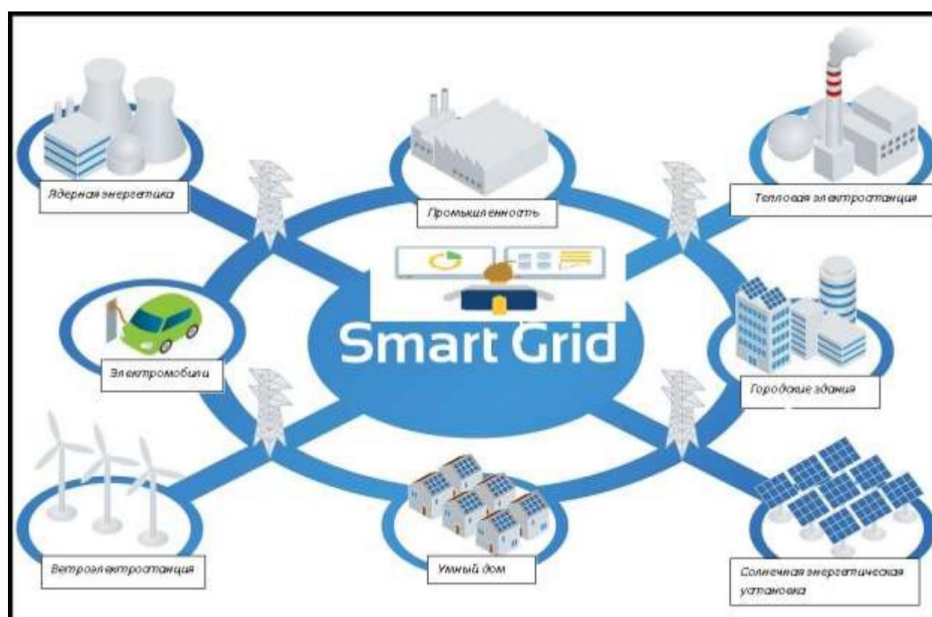 Ядерная энергетика
Промышленность
Тепловая электростанция
Smart Grid
Электромобили
Городские здания
Ветроэлектростанция
Умный дом
Солнечная энергетическая
установка